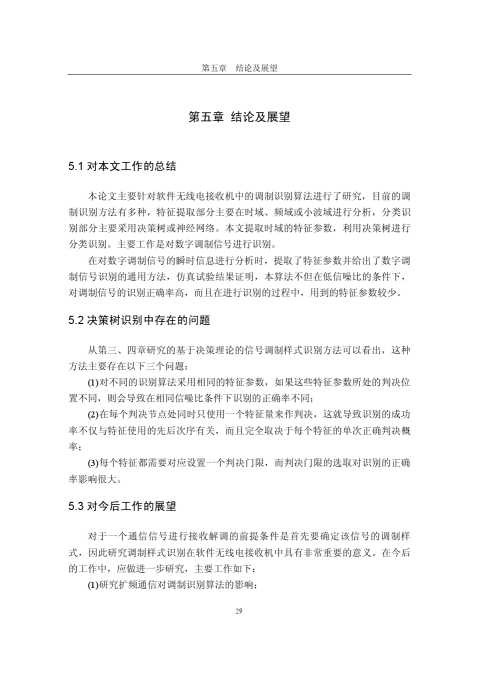 第五章 结论及展望
第五章 结论及展望
5.1 对本文工作的总结
本论文主要针对软件无线电接收机中的调制识别算法进行了研究，目前的调
制识别方法有多种，特征提取部分主要在时域、频域或小波域进行分析，分类识
别部分主要采用决策树或神经网络。本文提取时域的特征参数，利用决策树进行
分类识别。主要工作是对数字调制信号进行识别。
在对数字调制信号的瞬时信息进行分析时，提取了特征参数并给出了数字调
制信号识别的通用方法，仿真试验结果证明，本算法不但在低信噪比的条件下，
对调制信号的识别正确率高，而且在进行识别的过程中，用到的特征参数较少。
5.2 决策树识别中存在的问题
从第三、四章研究的基于决策理论的信号调制样式识别方法可以看出，这种
方法主要存在以下三个问题：
(1)对不同的识别算法采用相同的特征参数，如果这些特征参数所处的判决位
置不同，则会导致在相同信噪比条件下识别的正确率不同；
(2)在每个判决节点处同时只使用一个特征量来作判决，这就导致识别的成功
率不仅与特征使用的先后次序有关，而且完全取决于每个特征的单次正确判决概
率；
(3)每个特征都需要对应设置一个判决门限，而判决门限的选取对识别的正确
率影响很大。
5.3 对今后工作的展望
对于一个通信信号进行接收解调的前提条件是首先要确定该信号的调制样
式，因此研究调制样式识别在软件无线电接收机中具有非常重要的意义。在今后
的工作中，应做进一步研究，主要工作如下：
(1)研究扩频通信对调制识别算法的影响；
29